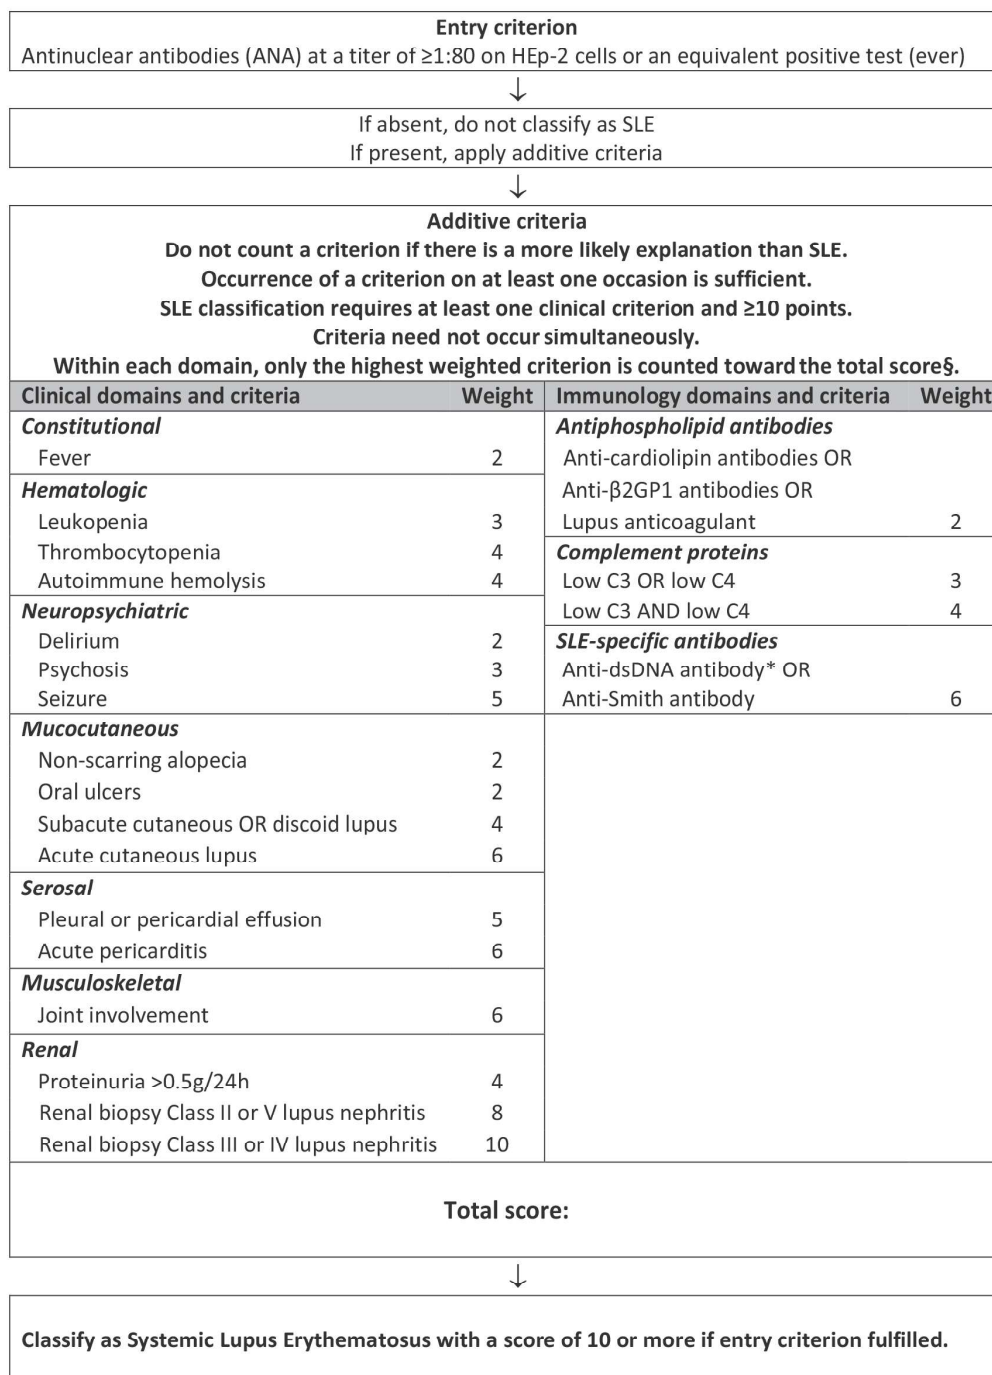 Entry criterion
Antinuclear antibodies (ANA) at a titer of ≥1:80 on HEp-2 cells or an equivalent positive test (ever)
↓
If absent, do not classify as SLE
If present, apply additive criteria
↓
Additive criteria
Do not count a criterion if there is a more likely explanation than SLE.
Occurrence of a criterion on at least one occasion is sufficient.
SLE classification requires at least one clinical criterion and ≥10 points.
Criteria need not occur simultaneously.
Within each domain, only the highest weighted criterion is counted toward the total score§.
Clinical domains and criteria Weight
Constitutional
Fever 2
Hematologic
Leukopenia 3
Thrombocytopenia 4
Autoimmune hemolysis 4
Neuropsychiatric
Delirium 2
Psychosis 3
Seizure 5
Mucocutaneous
Non-scarring alopecia 2
Oral ulcers 2
Subacute cutaneous OR discoid lupus 4
Acute cutaneous lupus 6
Serosal
Pleural or pericardial effusion 5
Acute pericarditis 6
Musculoskeletal
Joint involvement 6
Renal
Proteinuria >0.5g/24h 4
Renal biopsy Class II or V lupus nephritis 8
Renal biopsy Class III or IV lupus nephritis 10
Immunology domains and criteria Weight
Antiphospholipid antibodies
Anti-cardiolipin antibodies OR
Anti-β2GP1 antibodies OR
Lupus anticoagulant 2
Complement proteins
Low C3 OR low C4 3
Low C3 AND low C4 4
SLE-specific antibodies
Anti-dsDNA antibody* OR
Anti-Smith antibody 6
Total score:
↓
Classify as Systemic Lupus Erythematosus with a score of 10 or more if entry criterion fulfilled.